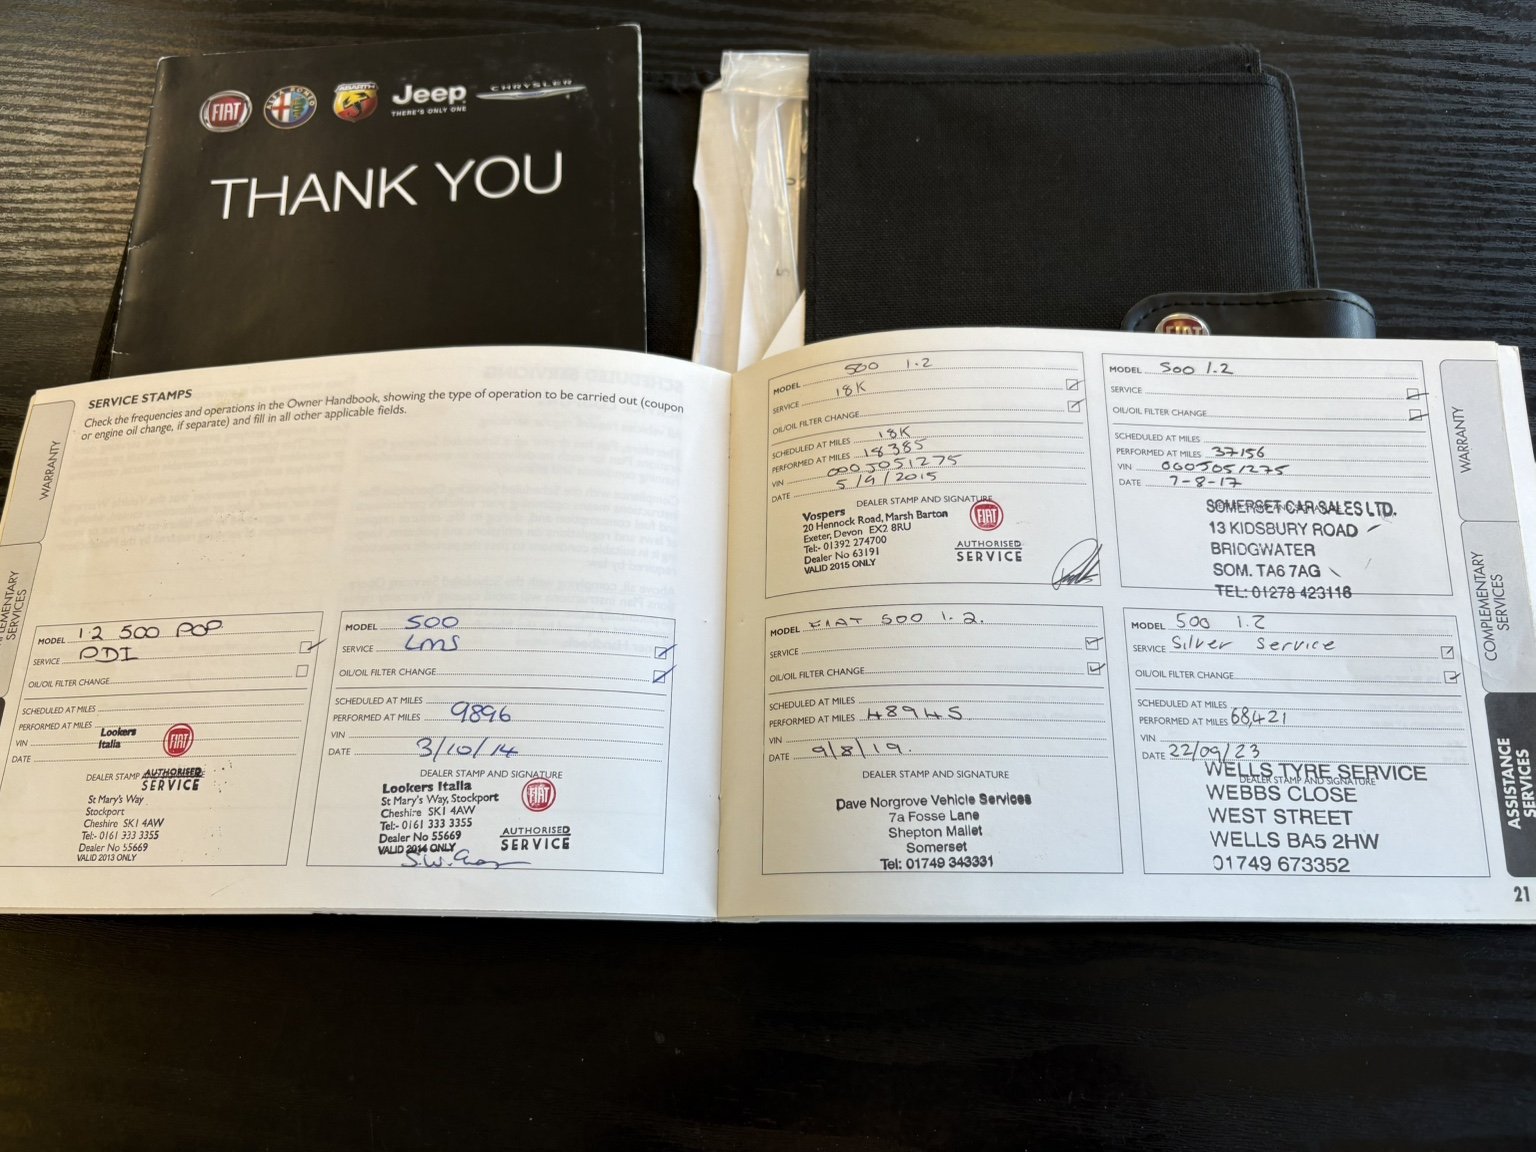 FIAT
ALFA ROMEO
ABARTH
Jeep
THERE'S ONLY ONE
CHRYSLER
THANK YOU
FIAT
WARRANTY
SERVICES
SERVICE STAMPS
Check the frequencies and operations in the Owner Handbook, showing the type of operation to be carried out (coupon
or engine oil change, if separate) and fill in all other applicable fields.
MODEL 1.2 500 POP
SERVICE PDI
OIL/OIL FILTER CHANGE
SCHEDULED AT MILES
PERFORMED AT MILES
VIN
DATE
Lookers
Italia
FIAT
DEALER STAMP
AUTHORISED
SERVICE
St Mary's Way
Stockport
Cheshire SK1 4AW
Tel:- 0161 333 3355
Dealer No 55669
VALID 2013 ONLY
MODEL 500
SERVICE LMS
OIL/OIL FILTER CHANGE
SCHEDULED AT MILES
PERFORMED AT MILES 9896
VIN
DATE 3/10/14
DEALER STAMP AND SIGNATURE
Lookers Italia
St Mary's Way, Stockport
Cheshire SK1 4AW
Tel:- 0161 333 3355
Dealer No 55669
VALID 2014 ONLY
FIAT
AUTHORISED
SERVICE
MODEL 500 1.2
SERVICE 18K
OIL/OIL FILTER CHANGE
SCHEDULED AT MILES 18K
PERFORMED AT MILES 18385
VIN 000J051275
DATE 5/9/2015
DEALER STAMP AND SIGNATURE
Vospers
20 Hennock Road, Marsh Barton
Exeter, Devon EX2 8RU
Tel:- 01392 274700
Dealer No 63191
VALID 2015 ONLY
FIAT
AUTHORISED
SERVICE
MODEL 500 1.2
SERVICE
OIL/OIL FILTER CHANGE
SCHEDULED AT MILES
PERFORMED AT MILES 37156
VIN 000J051275
DATE 7-8-17
SOMERSET CAR SALES LTD.
13 KIDSBURY ROAD
BRIDGWATER
SOM. TA6 7AG
TEL: 01278 423116
MODEL FIAT 500 1.2.
SERVICE
OIL/OIL FILTER CHANGE
SCHEDULED AT MILES
PERFORMED AT MILES 48945
VIN
DATE 9/8/19.
DEALER STAMP AND SIGNATURE
Dave Norgrove Vehicle Services
7a Fosse Lane
Shepton Mallet
Somerset
Tel: 01749 343331
MODEL 500 1.2
SERVICE Silver Service
OIL/OIL FILTER CHANGE
SCHEDULED AT MILES
PERFORMED AT MILES 68,421
VIN
DATE 22/09/23
DEALER STAMP AND SIGNATURE
WELLS TYRE SERVICE
WEBBS CLOSE
WEST STREET
WELLS BA5 2HW
01749 673352
WARRANTY
COMPLEMENTARY
SERVICES
ASSISTANCE
SERVICES
21